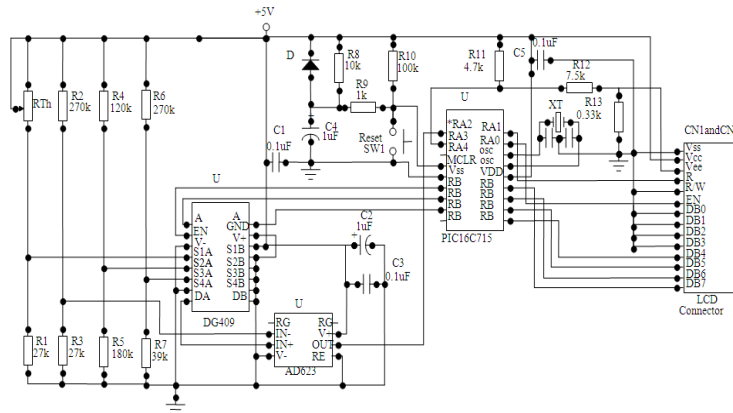 +5V
RTh
R2
270k
R4
120k
R6
270k
D
R8
10k
R9
1k
R10
100k
C4
1uF
Reset
SW1
C1
0.1uF
R11
4.7k
C5
0.1uF
R12
7.5k
R13
0.33k
XT
U
*RA2
RA3
RA4
MCLR
Vss
RB
RB
RB
RB
RA1
RA0
osc
osc
VDD
RB
RB
RB
RB
PIC16C715
CN1andCN
Vss
Vcc
Vee
R
R/W
EN
DB0
DB1
DB2
DB3
DB4
DB5
DB6
DB7
LCD
Connector
U
A
EN
V-
S1A
S2A
S3A
S4A
DA
A
GND
V+
S1B
S2B
S3B
S4B
DB
DG409
C2
1uF
C3
0.1uF
U
RG
IN-
IN+
V-
RG
V+
OUT
RE
AD623
R1
27k
R3
27k
R5
180k
R7
39k